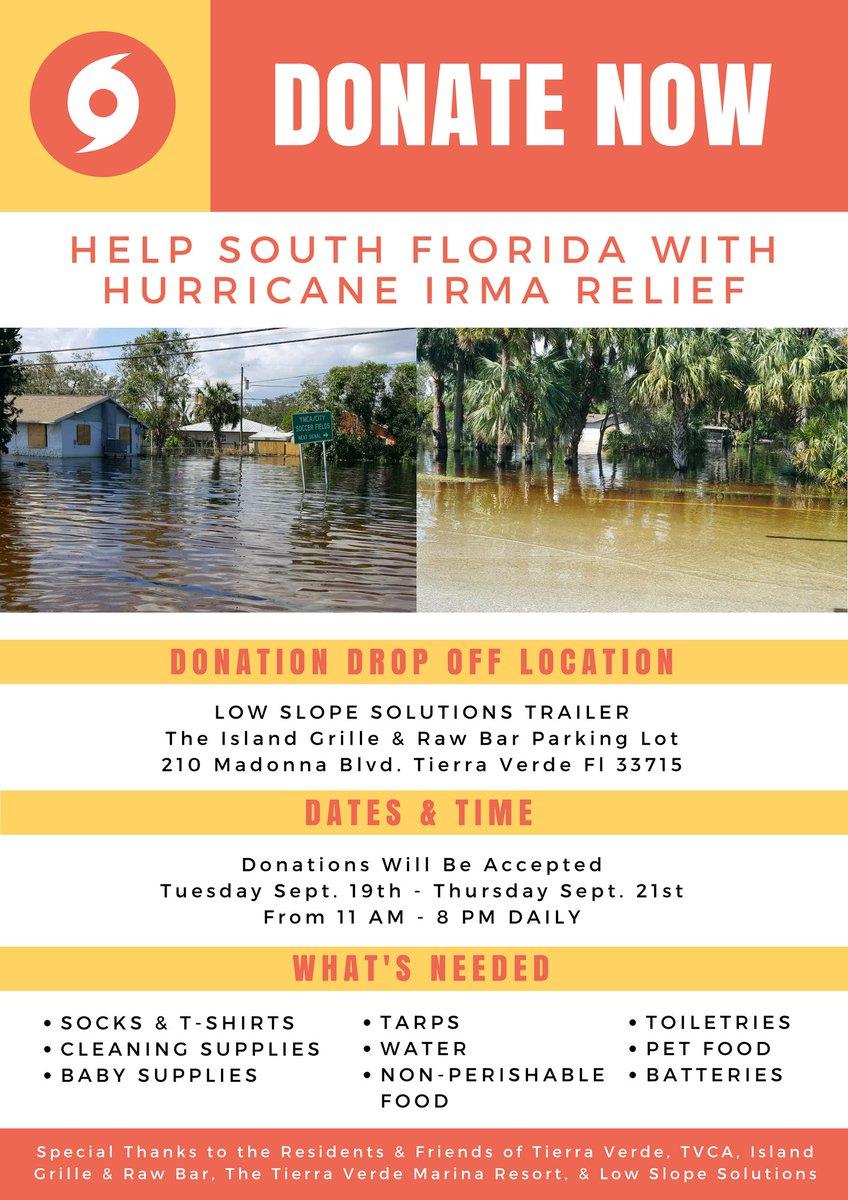 DONATE NOW
HELP SOUTH FLORIDA WITH
HURRICANE IRMA RELIEF
YMCA/CITY
SOCCER FIELDS
NEXT SIGNAL →
DONATION DROP OFF LOCATION
LOW SLOPE SOLUTIONS TRAILER
The Island Grille & Raw Bar Parking Lot
210 Madonna Blvd. Tierra Verde Fl 33715
DATES & TIME
Donations Will Be Accepted
Tuesday Sept. 19th - Thursday Sept. 21st
From 11 AM - 8 PM DAILY
WHAT'S NEEDED
• SOCKS & T-SHIRTS
• CLEANING SUPPLIES
• BABY SUPPLIES
• TARPS
• WATER
• NON-PERISHABLE
FOOD
• TOILETRIES
• PET FOOD
• BATTERIES
Special Thanks to the Residents & Friends of Tierra Verde, TVCA, Island
Grille & Raw Bar, The Tierra Verde Marina Resort, & Low Slope Solutions